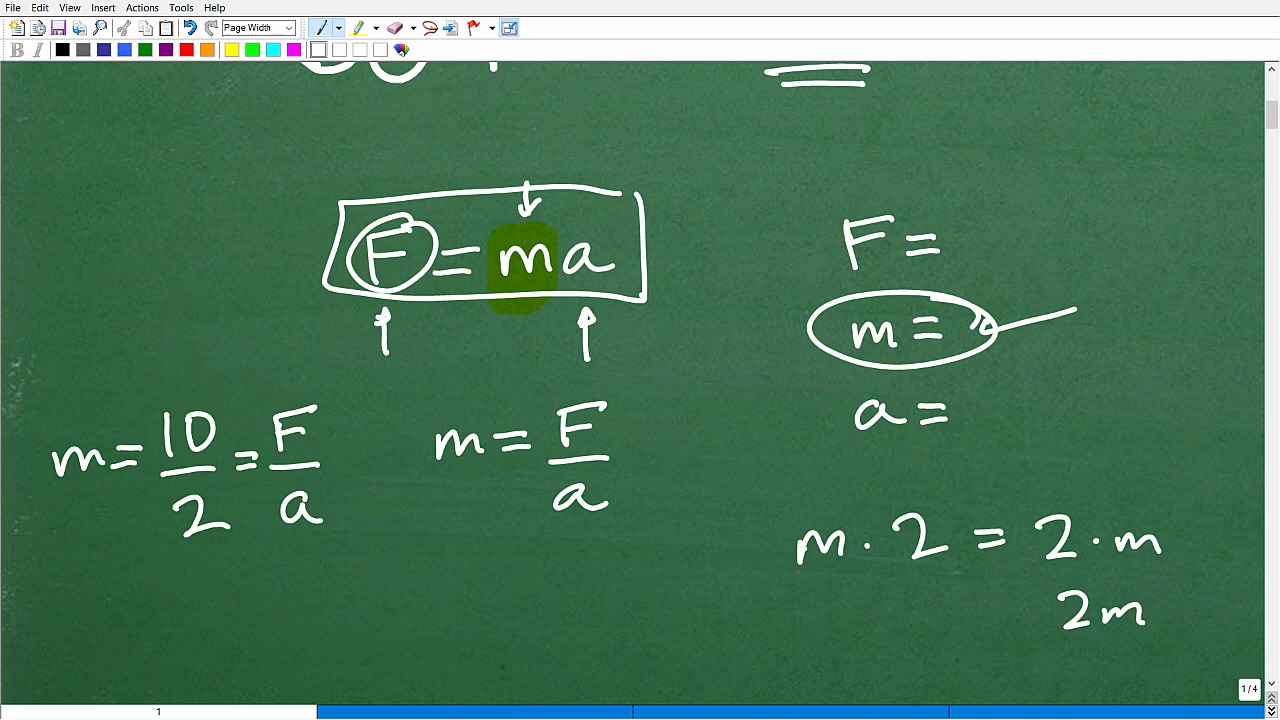 File Edit View Insert Actions Tools Help
Page Width
B I
F = ma
F =
m =
a =
m = 10/2 = F/a
m = F/a
m · 2 = 2 · m
2m
1 / 4
1